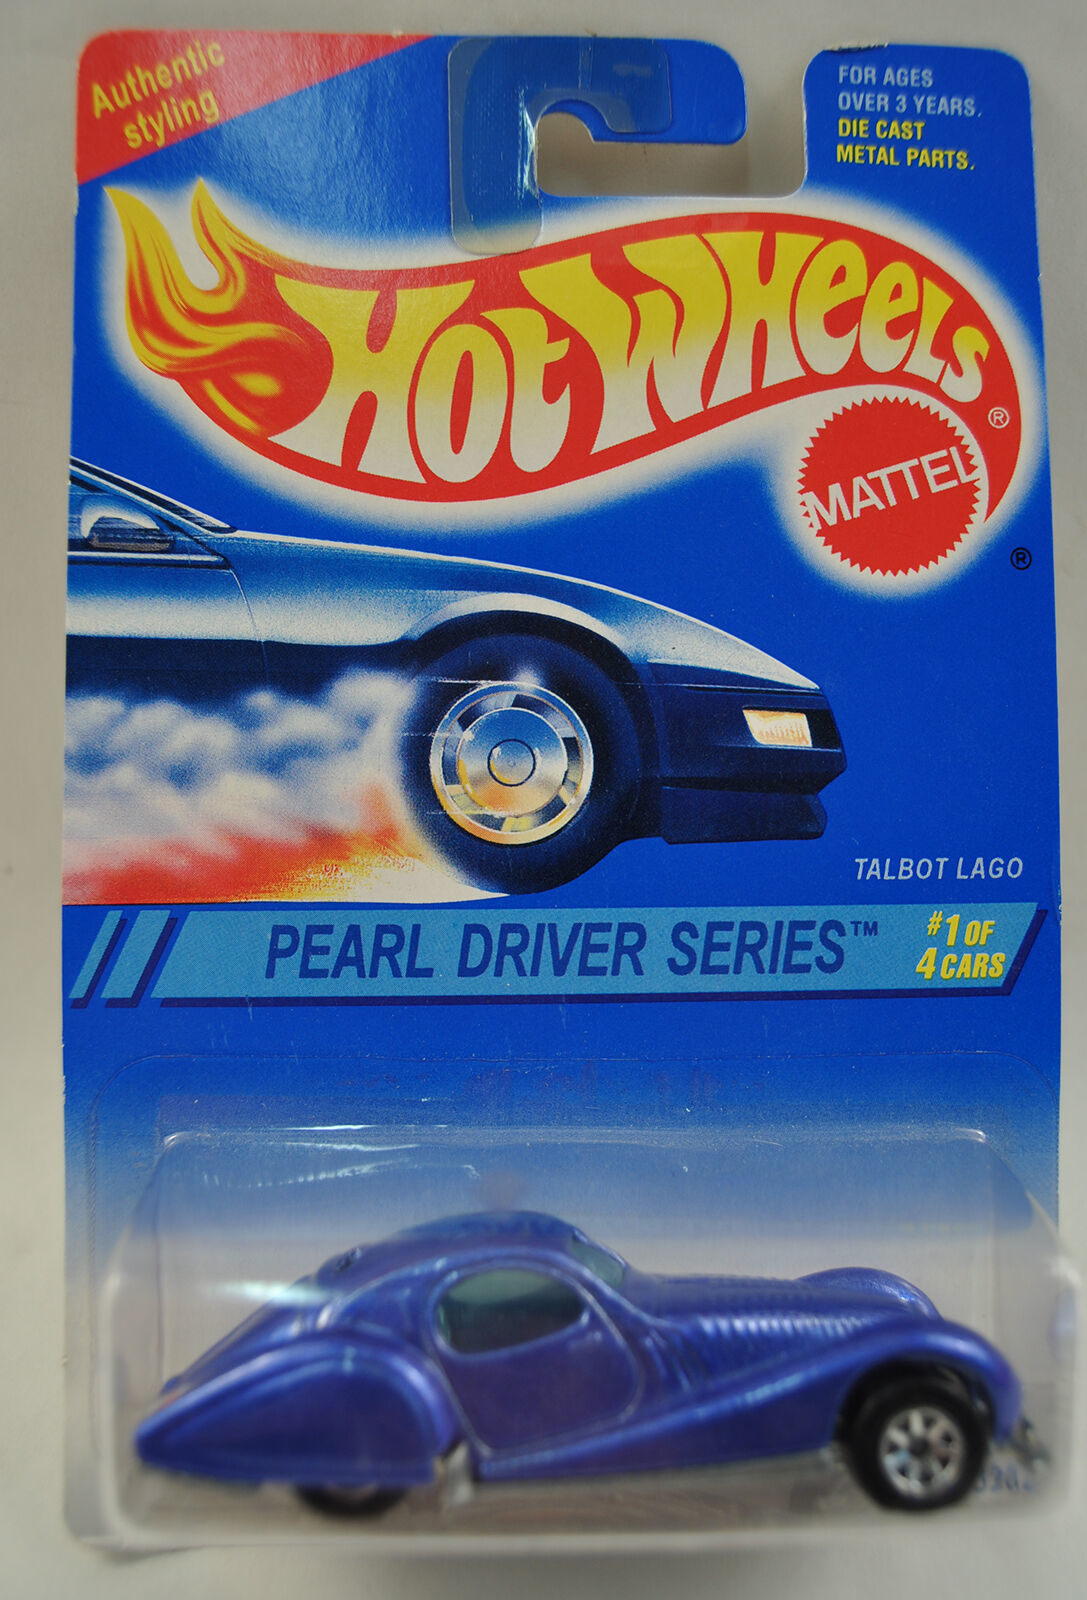 Authentic
styling
FOR AGES
OVER 3 YEARS.
DIE CAST
METAL PARTS.
HOT WHEELS®
MATTEL
®
TALBOT LAGO
PEARL DRIVER SERIES™
#1 OF
4 CARS